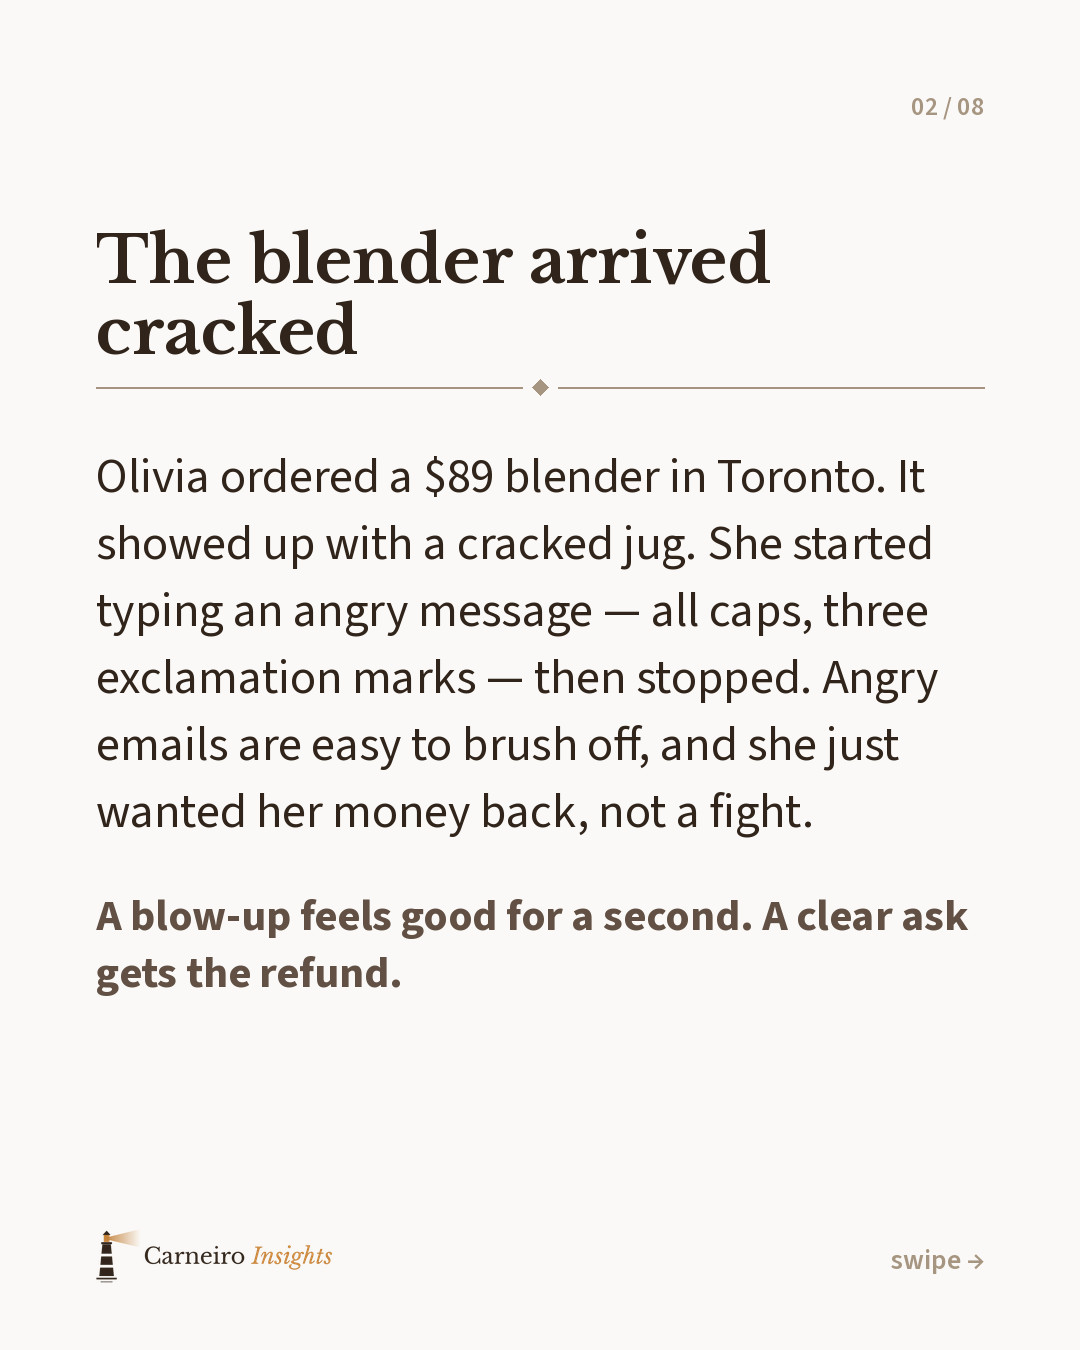 02 / 08
The blender arrived
cracked
Olivia ordered a $89 blender in Toronto. It
showed up with a cracked jug. She started
typing an angry message — all caps, three
exclamation marks — then stopped. Angry
emails are easy to brush off, and she just
wanted her money back, not a fight.
A blow-up feels good for a second. A clear ask
gets the refund.
Carneiro Insights
swipe →